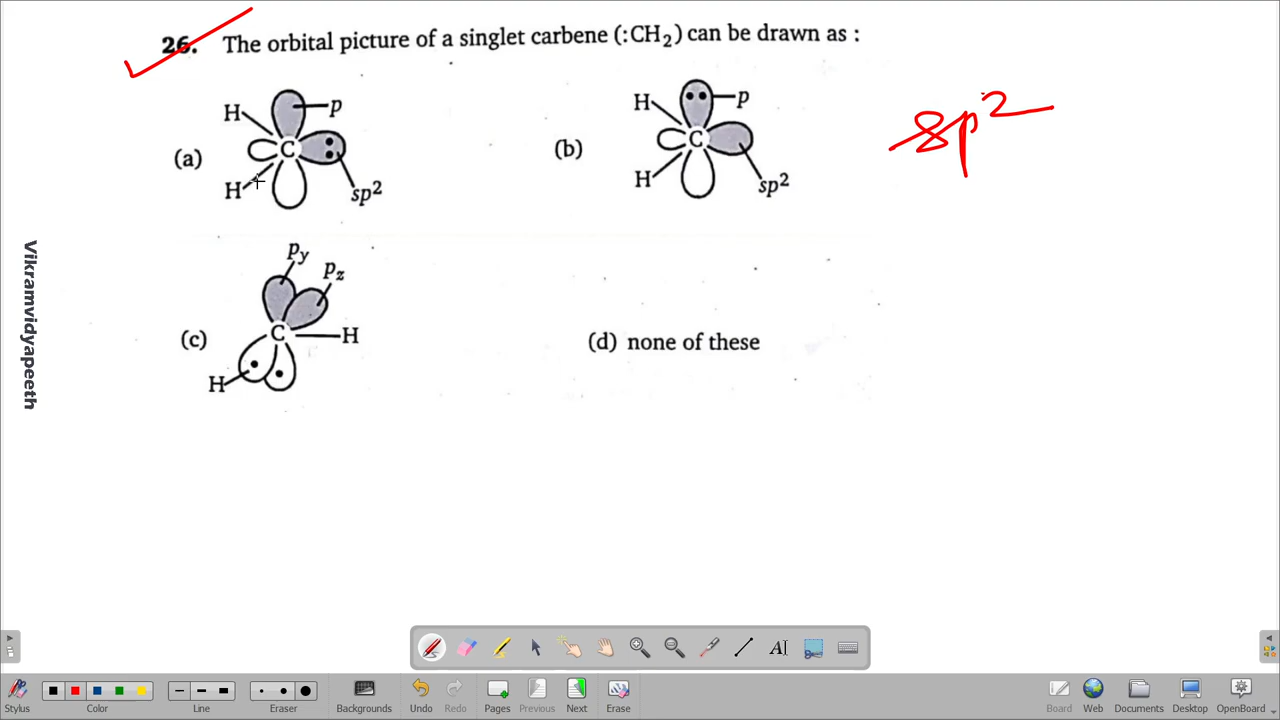 26. The orbital picture of a singlet carbene (:CH₂) can be drawn as :
sp²
(a)
H
p
C
H
sp²
(b)
H
p
C
H
sp²
(c)
Py
Pz
C
H
H
(d) none of these
Vikramvidyapeeth
Stylus
Color
Line
Eraser
Backgrounds
Undo
Redo
Pages
Previous
Next
Erase
Board
Web
Documents
Desktop
OpenBoard